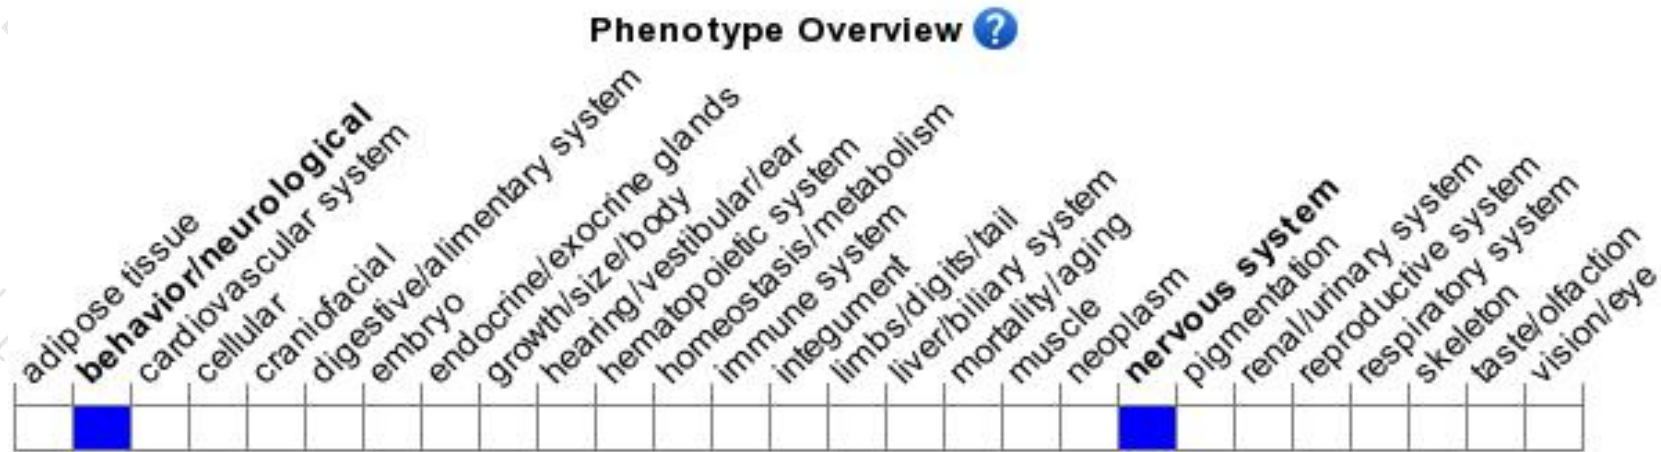 Phenotype Overview ?
adipose tissue
behavior/neurological
cardiovascular system
cellular
craniofacial
digestive/alimentary system
embryo
endocrine/exocrine glands
growth/size/body
hearing/vestibular/ear
hematopoietic system
homeostasis/metabolism
immune system
integument
limbs/digits/tail
liver/biliary system
mortality/aging
muscle
neoplasm
nervous system
pigmentation
renal/urinary system
reproductive system
respiratory system
skeleton
taste/olfaction
vision/eye